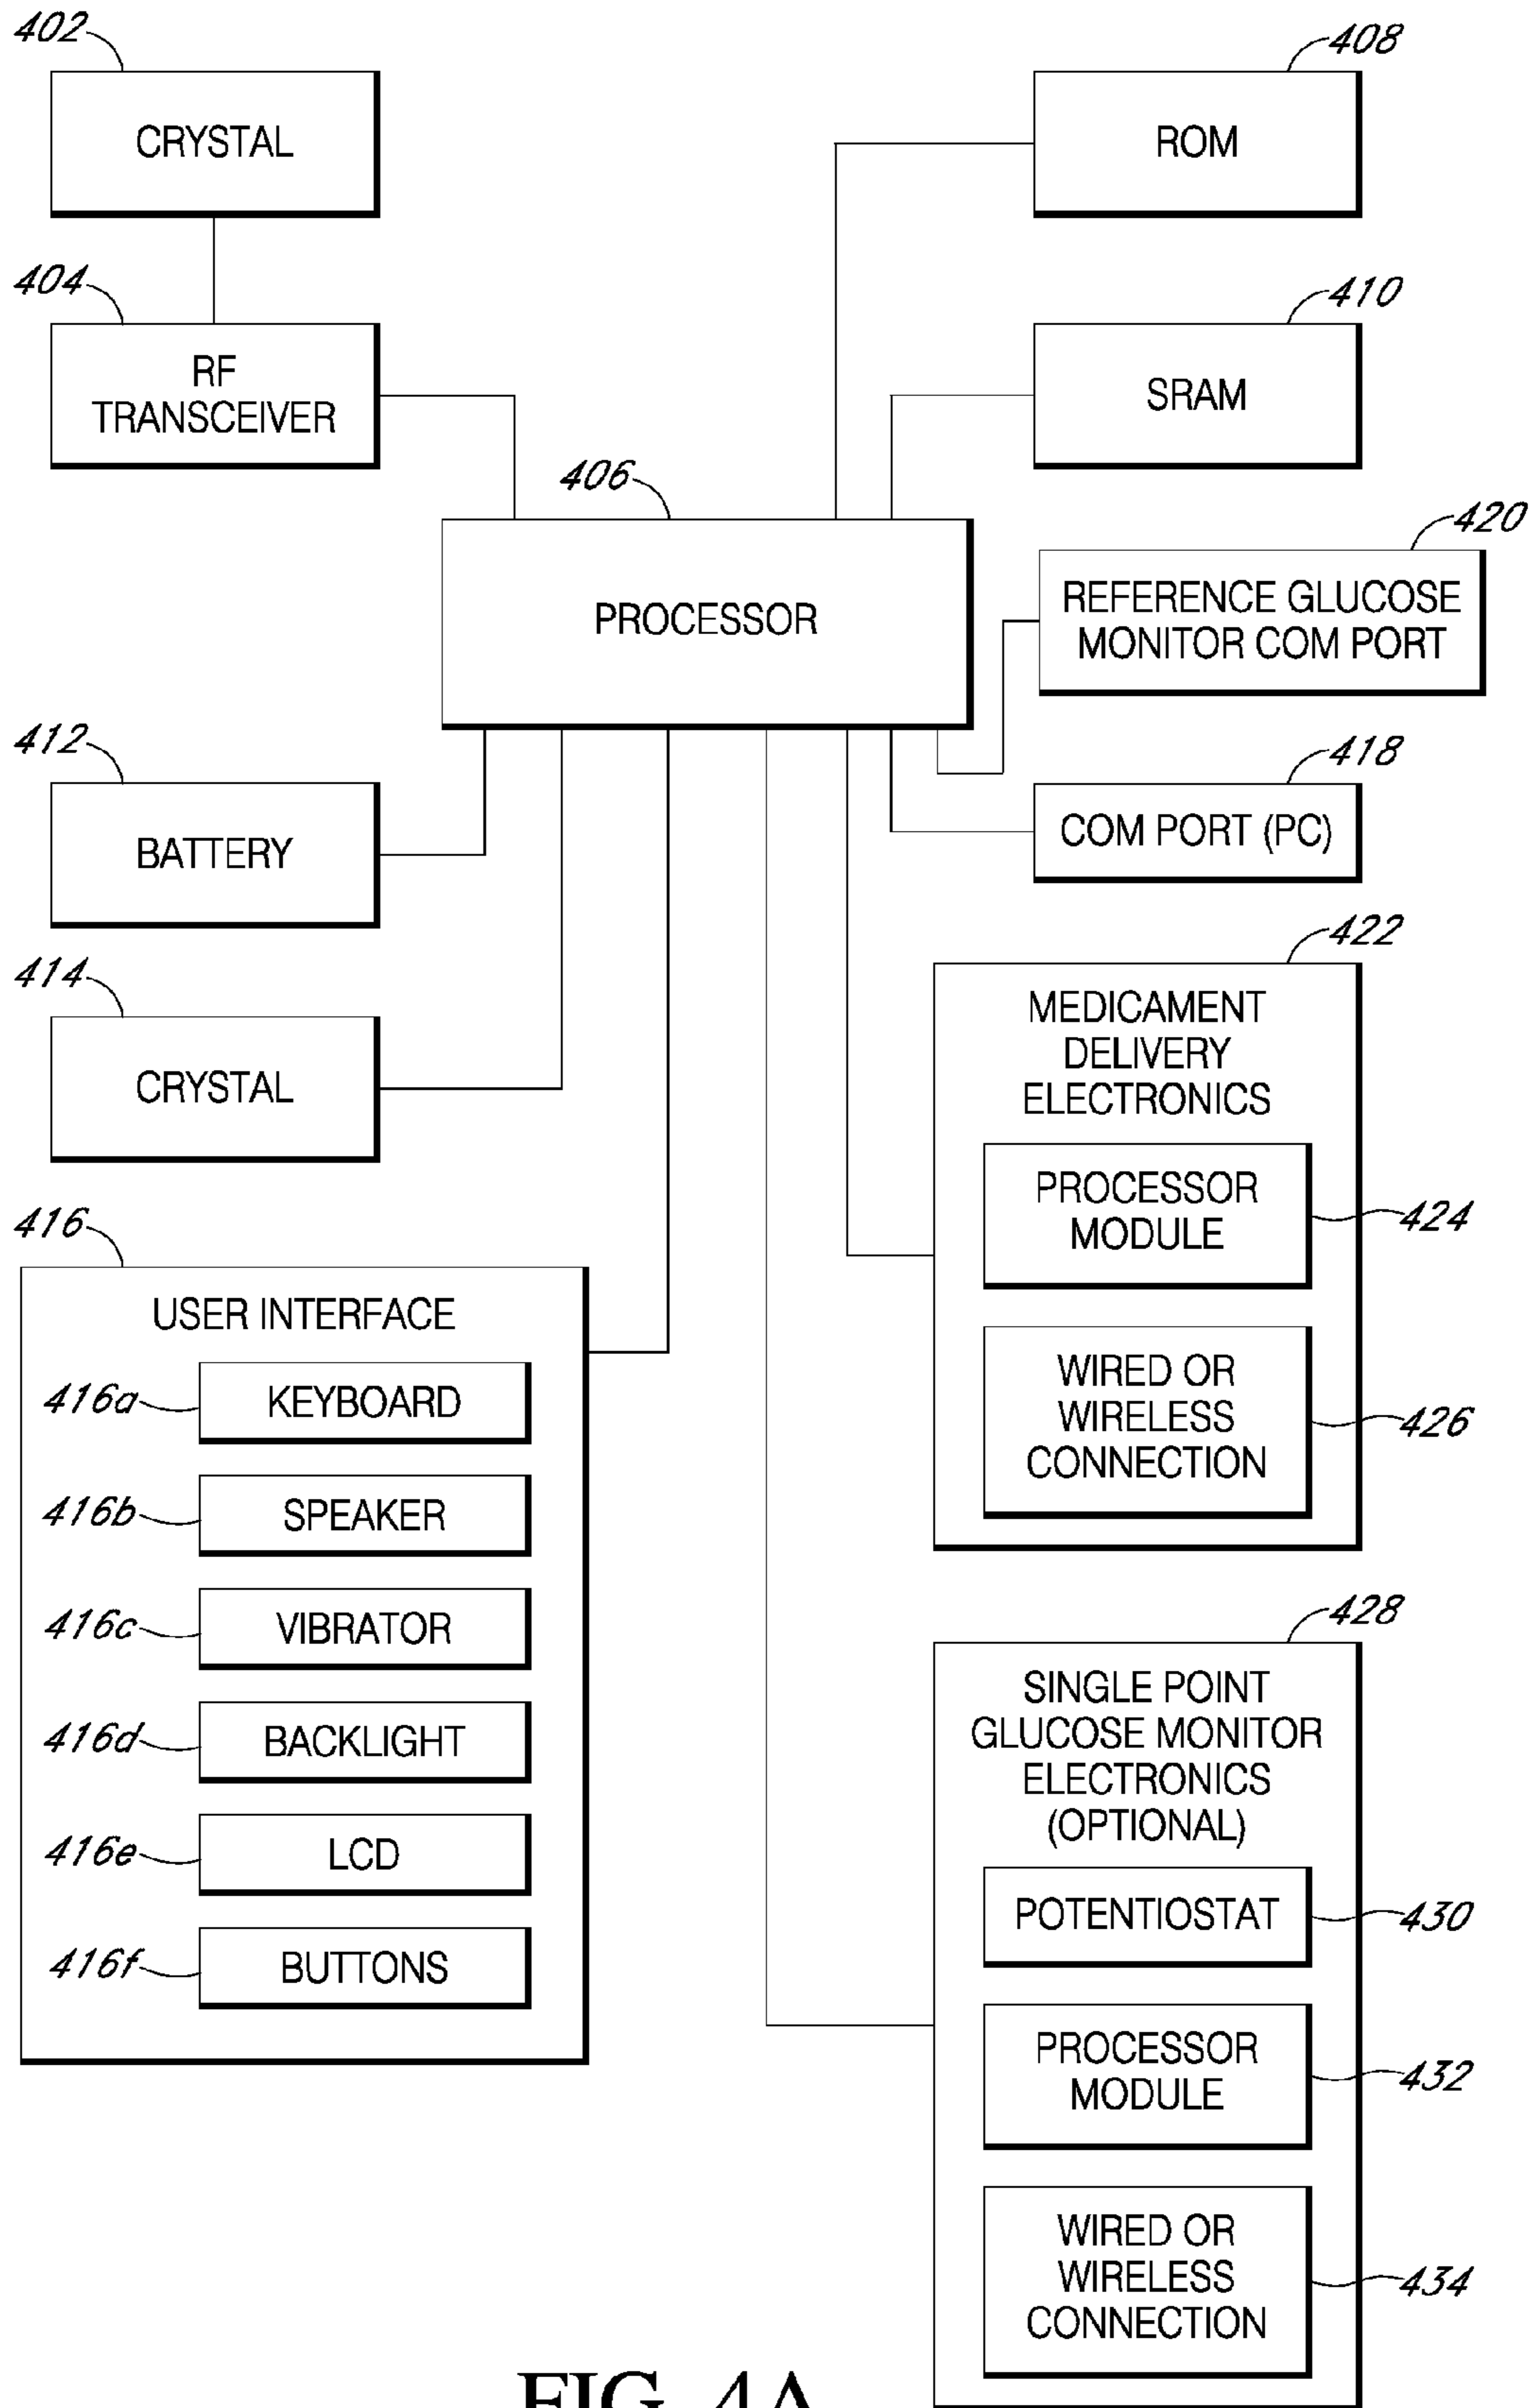 402
CRYSTAL
408
ROM
404
RF
TRANSCEIVER
410
SRAM
406
PROCESSOR
420
REFERENCE GLUCOSE
MONITOR COM PORT
412
BATTERY
418
COM PORT (PC)
414
CRYSTAL
422
MEDICAMENT
DELIVERY
ELECTRONICS
PROCESSOR
MODULE
424
WIRED OR
WIRELESS
CONNECTION
426
416
USER INTERFACE
416a
KEYBOARD
416b
SPEAKER
416c
VIBRATOR
416d
BACKLIGHT
416e
LCD
416f
BUTTONS
428
SINGLE POINT
GLUCOSE MONITOR
ELECTRONICS
(OPTIONAL)
POTENTIOSTAT
430
PROCESSOR
MODULE
432
WIRED OR
WIRELESS
CONNECTION
434
FIG. 4A